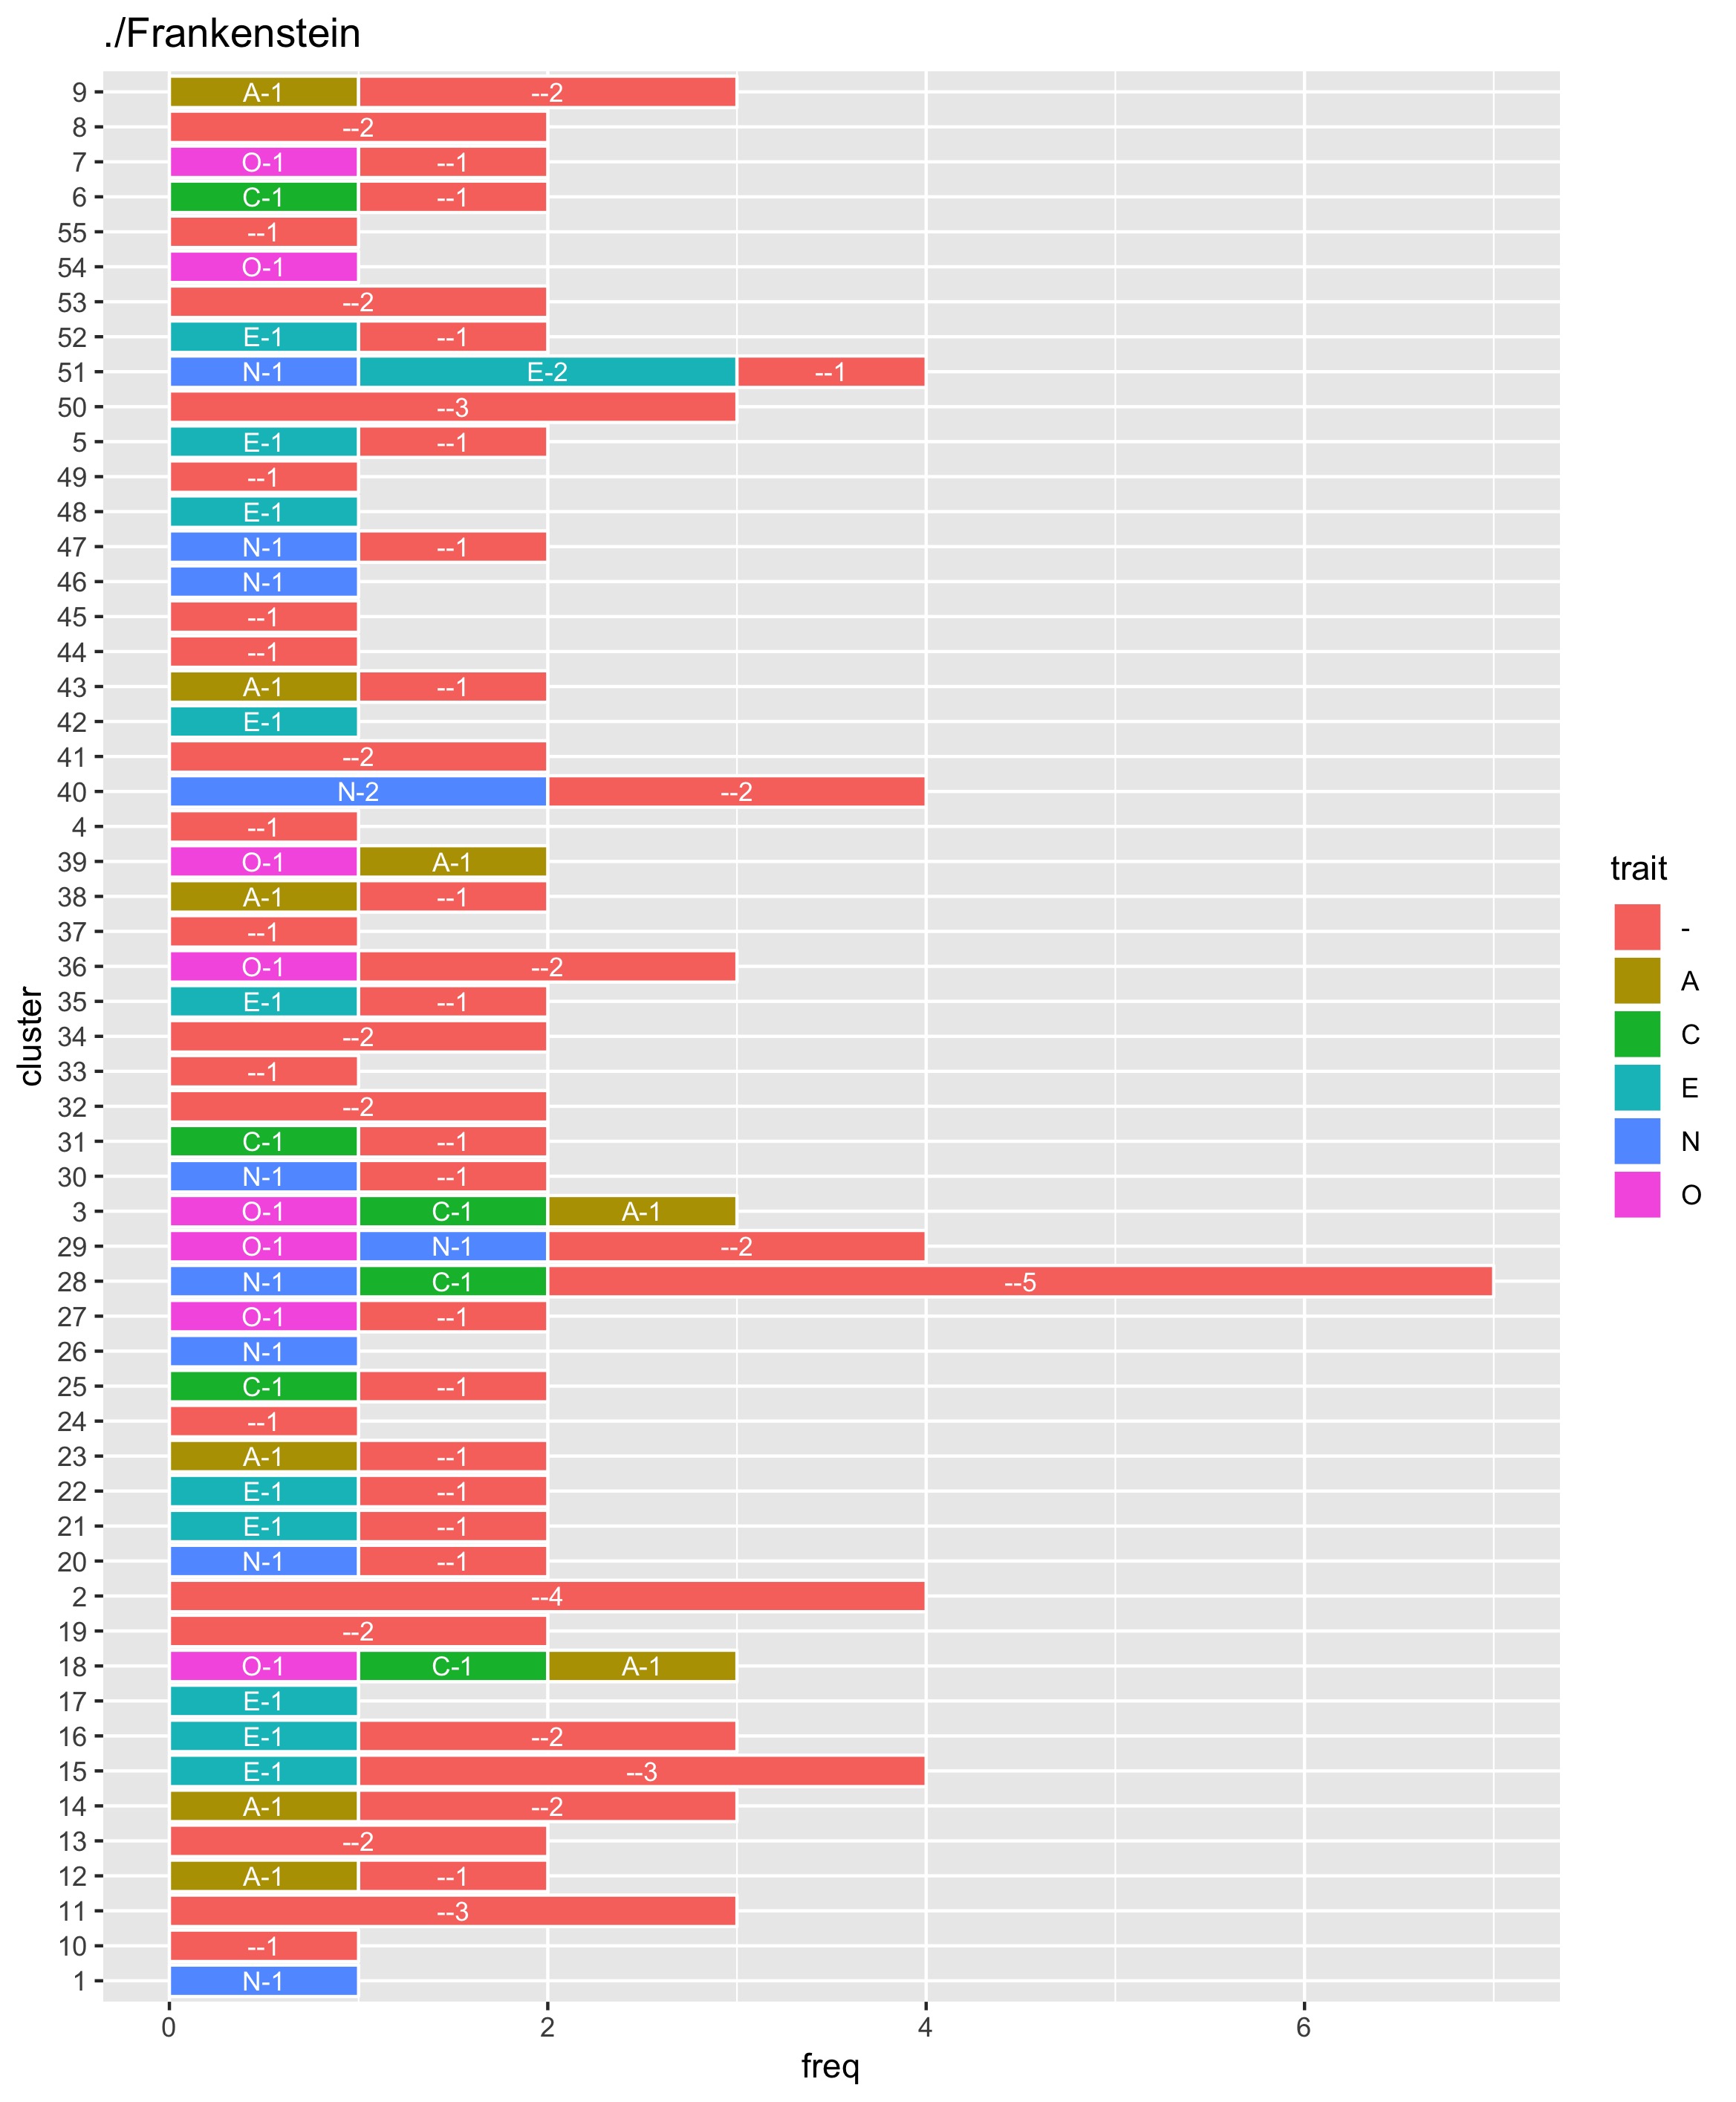 ./Frankenstein
9 A-1 --2
8 --2
7 O-1 --1
6 C-1 --1
55 --1
54 O-1
53 --2
52 E-1 --1
51 N-1 E-2 --1
50 --3
5 E-1 --1
49 --1
48 E-1
47 N-1 --1
46 N-1
45 --1
44 --1
43 A-1 --1
42 E-1
41 --2
40 N-2 --2
4 --1
39 O-1 A-1
38 A-1 --1
37 --1
36 O-1 --2
35 E-1 --1
34 --2
33 --1
32 --2
31 C-1 --1
30 N-1 --1
3 O-1 C-1 A-1
29 O-1 N-1 --2
28 N-1 C-1 --5
27 O-1 --1
26 N-1
25 C-1 --1
24 --1
23 A-1 --1
22 E-1 --1
21 E-1 --1
20 N-1 --1
2 --4
19 --2
18 O-1 C-1 A-1
17 E-1
16 E-1 --2
15 E-1 --3
14 A-1 --2
13 --2
12 A-1 --1
11 --3
10 --1
1 N-1
0 2 4 6
freq
cluster
trait
-
A
C
E
N
O